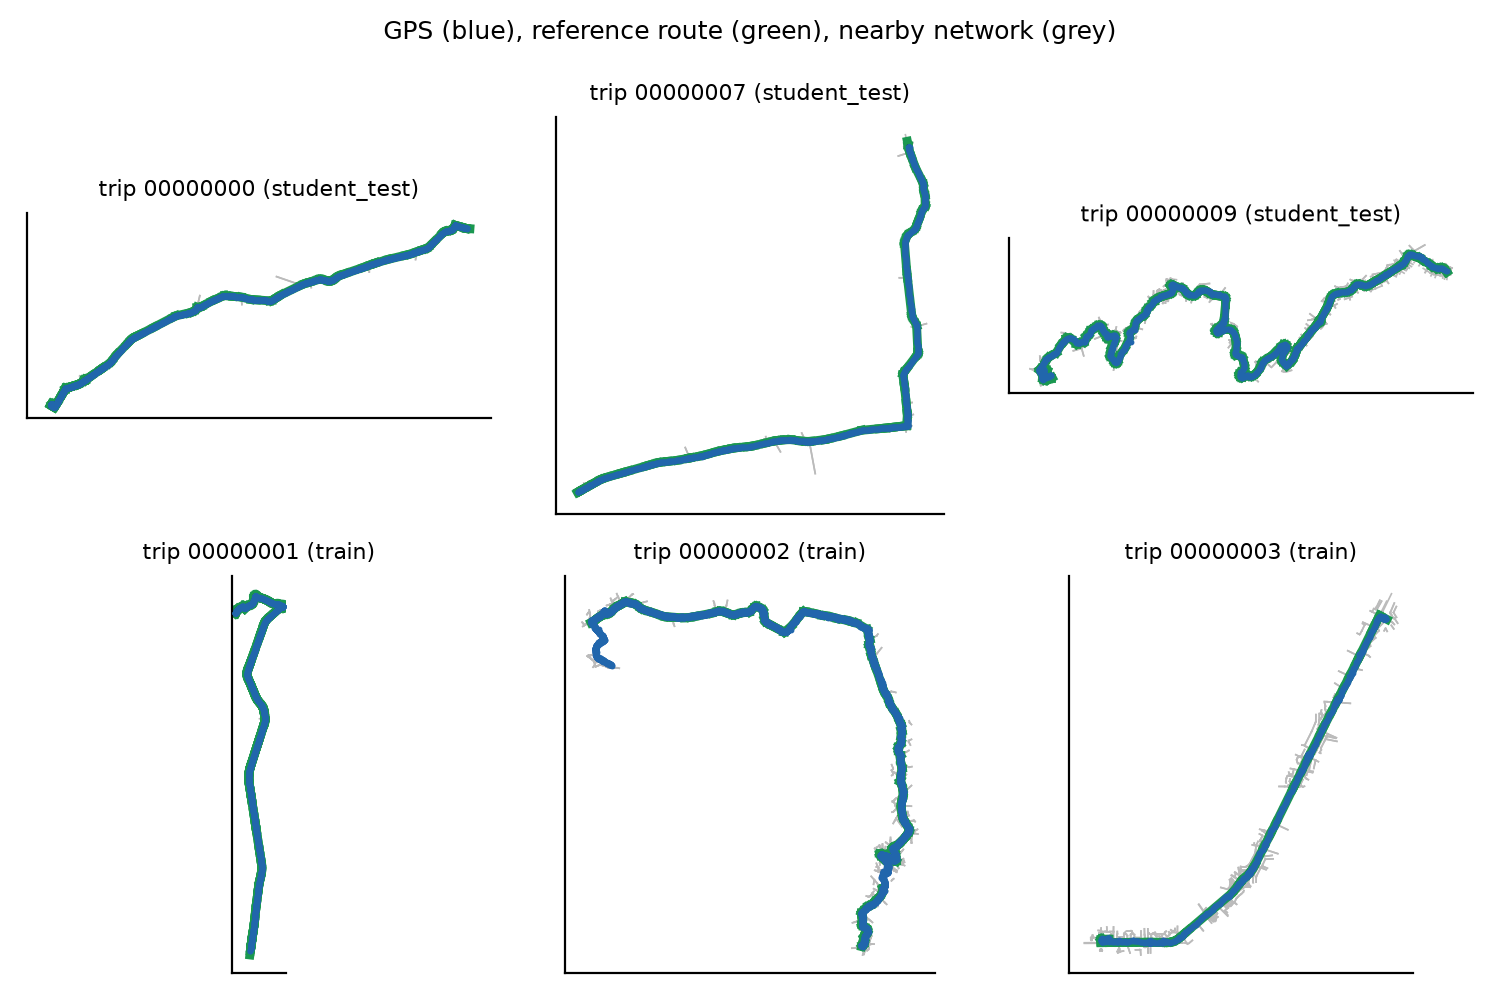 GPS (blue), reference route (green), nearby network (grey)
trip 00000000 (student_test)
trip 00000007 (student_test)
trip 00000009 (student_test)
trip 00000001 (train)
trip 00000002 (train)
trip 00000003 (train)